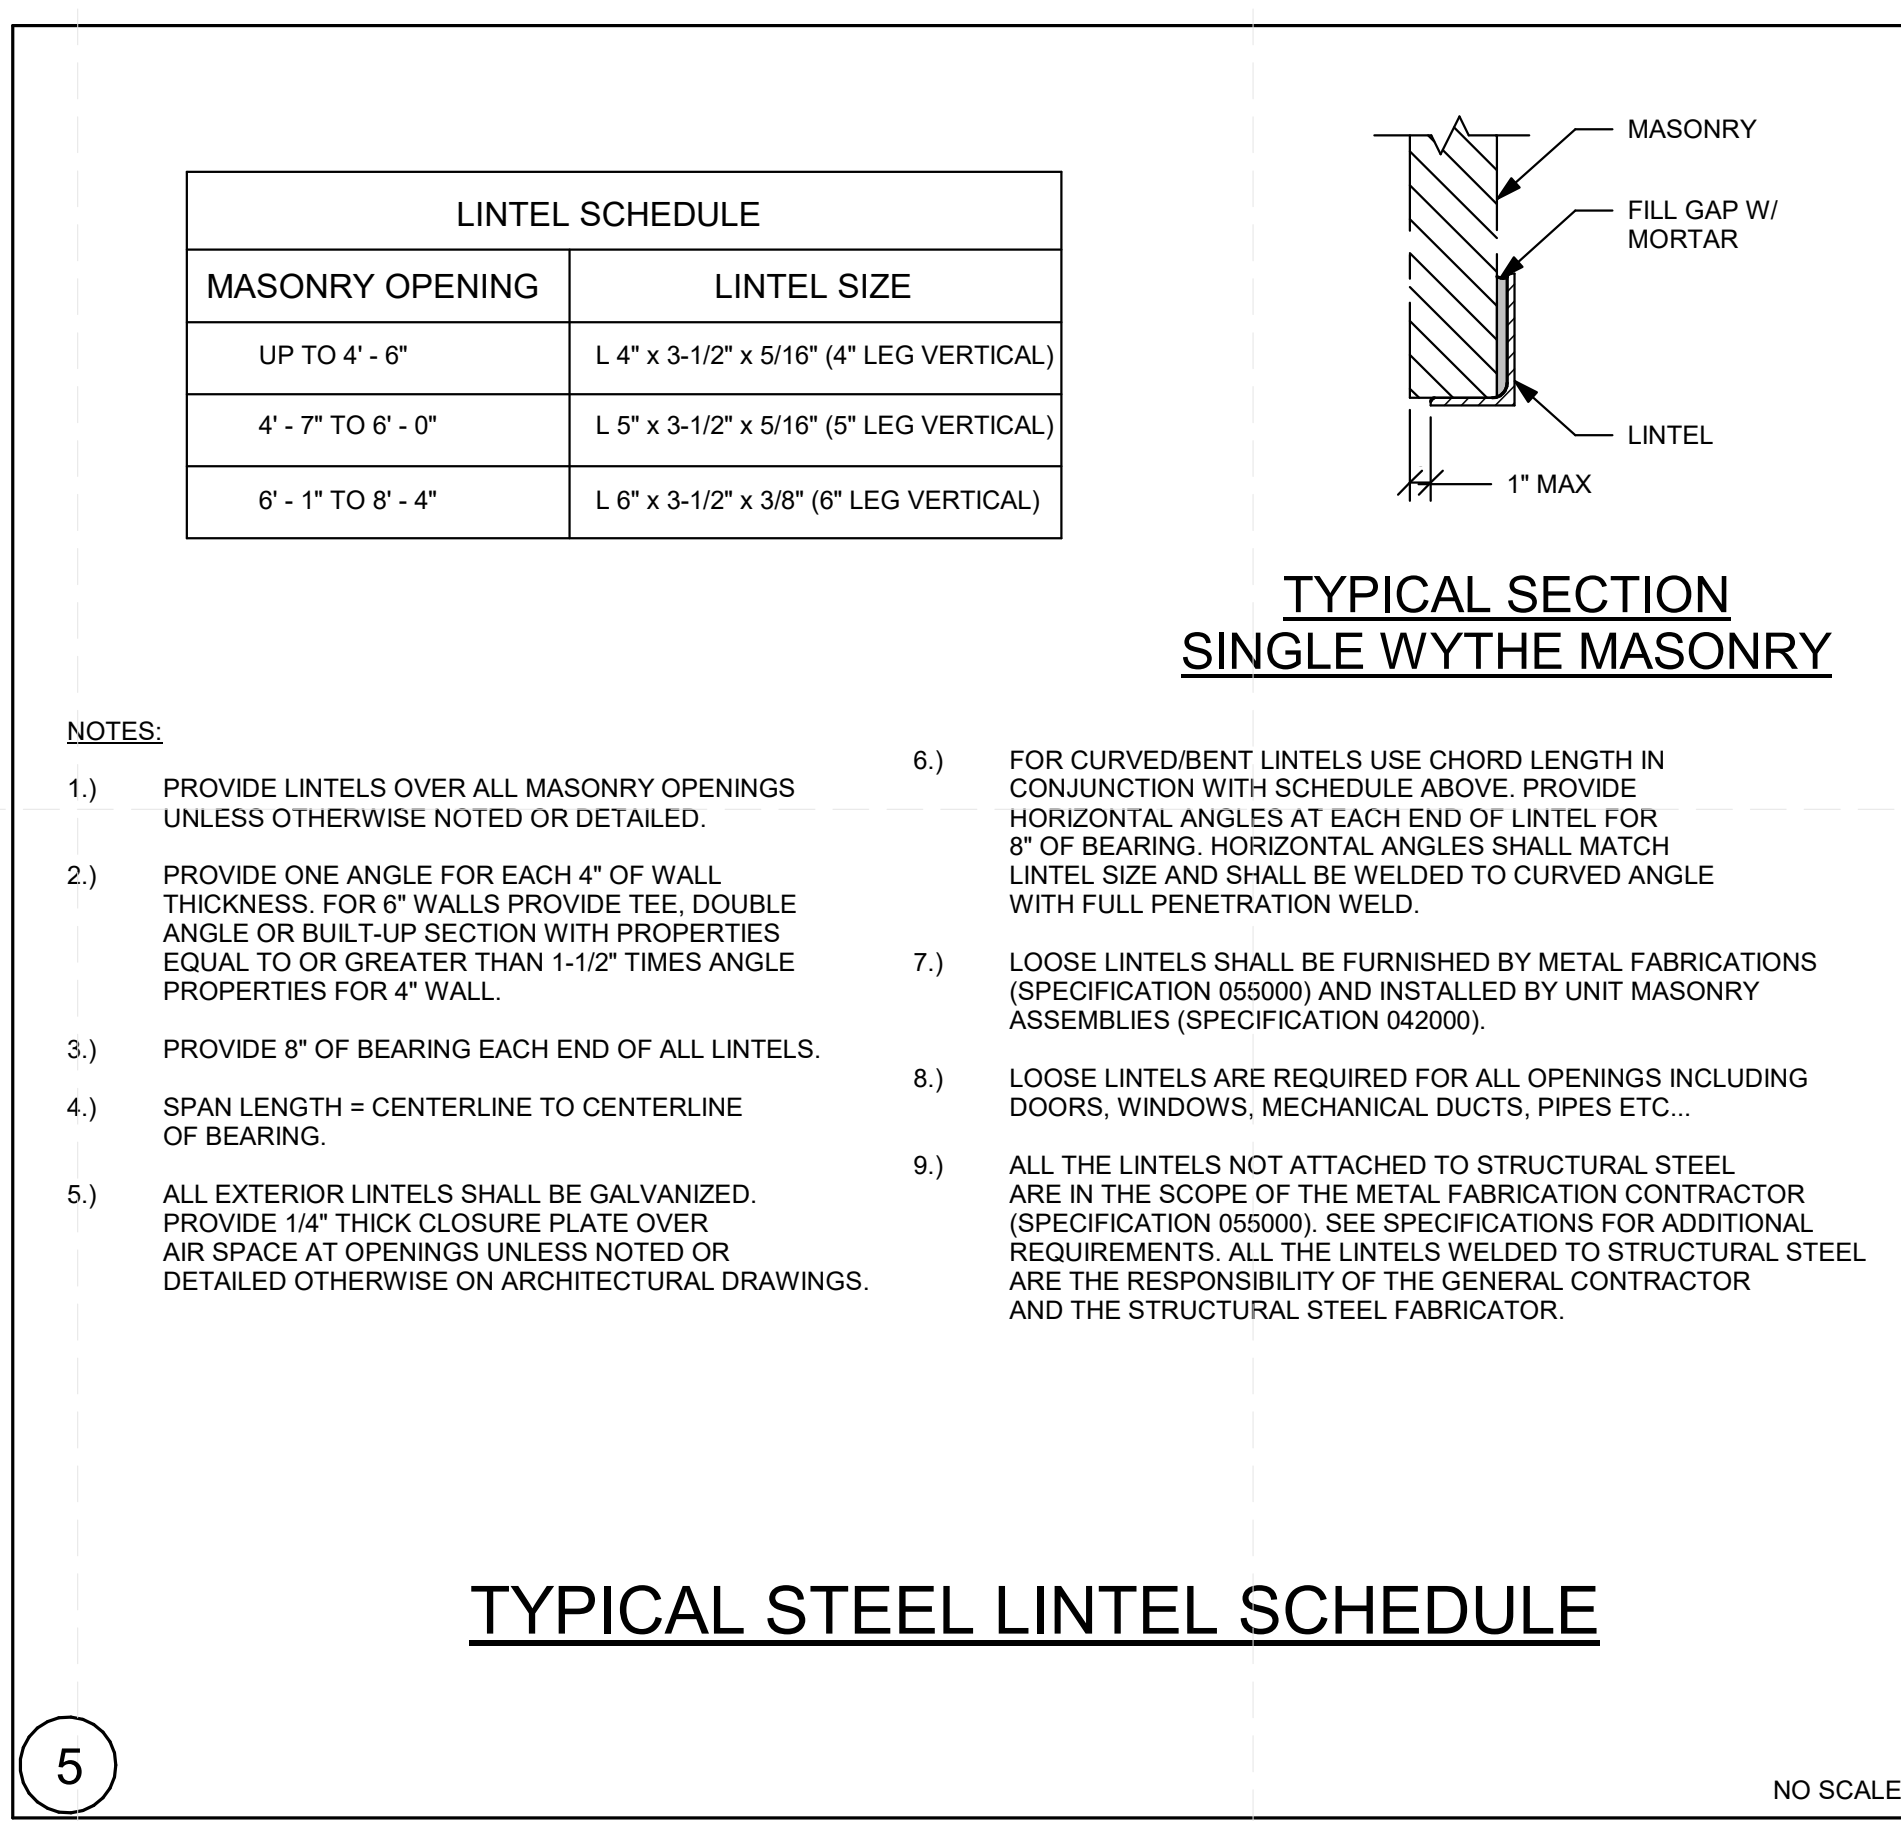 LINTEL SCHEDULE
MASONRY OPENING LINTEL SIZE
UP TO 4' - 6" L 4" x 3-1/2" x 5/16" (4" LEG VERTICAL)
4' - 7" TO 6' - 0" L 5" x 3-1/2" x 5/16" (5" LEG VERTICAL)
6' - 1" TO 8' - 4" L 6" x 3-1/2" x 3/8" (6" LEG VERTICAL)
MASONRY
FILL GAP W/
MORTAR
LINTEL
1" MAX
TYPICAL SECTION
SINGLE WYTHE MASONRY
NOTES:
1.) PROVIDE LINTELS OVER ALL MASONRY OPENINGS
UNLESS OTHERWISE NOTED OR DETAILED.
2.) PROVIDE ONE ANGLE FOR EACH 4" OF WALL
THICKNESS. FOR 6" WALLS PROVIDE TEE, DOUBLE
ANGLE OR BUILT-UP SECTION WITH PROPERTIES
EQUAL TO OR GREATER THAN 1-1/2" TIMES ANGLE
PROPERTIES FOR 4" WALL.
3.) PROVIDE 8" OF BEARING EACH END OF ALL LINTELS.
4.) SPAN LENGTH = CENTERLINE TO CENTERLINE
OF BEARING.
5.) ALL EXTERIOR LINTELS SHALL BE GALVANIZED.
PROVIDE 1/4" THICK CLOSURE PLATE OVER
AIR SPACE AT OPENINGS UNLESS NOTED OR
DETAILED OTHERWISE ON ARCHITECTURAL DRAWINGS.
6.) FOR CURVED/BENT LINTELS USE CHORD LENGTH IN
CONJUNCTION WITH SCHEDULE ABOVE. PROVIDE
HORIZONTAL ANGLES AT EACH END OF LINTEL FOR
8" OF BEARING. HORIZONTAL ANGLES SHALL MATCH
LINTEL SIZE AND SHALL BE WELDED TO CURVED ANGLE
WITH FULL PENETRATION WELD.
7.) LOOSE LINTELS SHALL BE FURNISHED BY METAL FABRICATIONS
(SPECIFICATION 055000) AND INSTALLED BY UNIT MASONRY
ASSEMBLIES (SPECIFICATION 042000).
8.) LOOSE LINTELS ARE REQUIRED FOR ALL OPENINGS INCLUDING
DOORS, WINDOWS, MECHANICAL DUCTS, PIPES ETC...
9.) ALL THE LINTELS NOT ATTACHED TO STRUCTURAL STEEL
ARE IN THE SCOPE OF THE METAL FABRICATION CONTRACTOR
(SPECIFICATION 055000). SEE SPECIFICATIONS FOR ADDITIONAL
REQUIREMENTS. ALL THE LINTELS WELDED TO STRUCTURAL STEEL
ARE THE RESPONSIBILITY OF THE GENERAL CONTRACTOR
AND THE STRUCTURAL STEEL FABRICATOR.
TYPICAL STEEL LINTEL SCHEDULE
5
NO SCALE